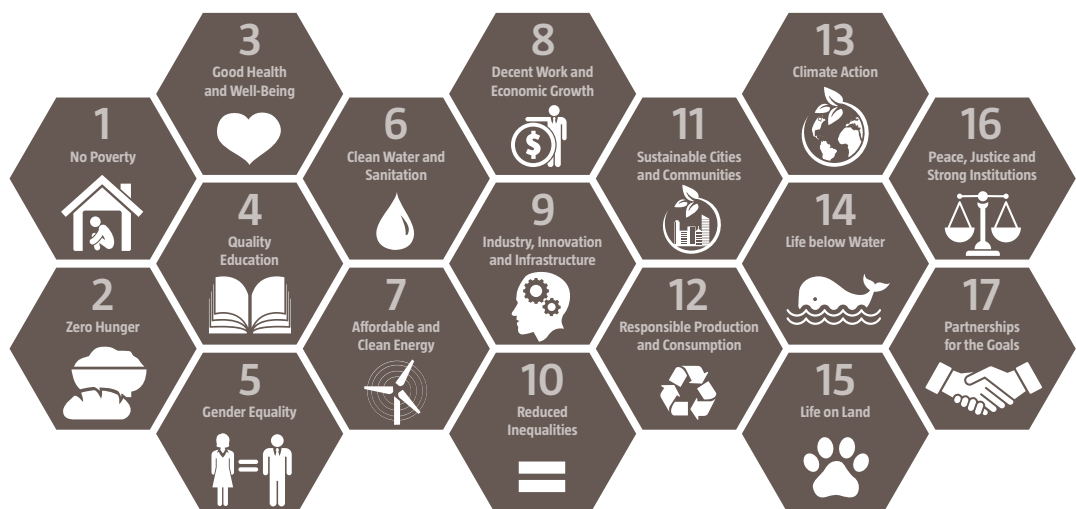 1
No Poverty
2
Zero Hunger
3
Good Health
and Well-Being
4
Quality
Education
5
Gender Equality
6
Clean Water and
Sanitation
7
Affordable and
Clean Energy
8
Decent Work and
Economic Growth
$
9
Industry, Innovation
and Infrastructure
10
Reduced
Inequalities
11
Sustainable Cities
and Communities
12
Responsible Production
and Consumption
13
Climate Action
14
Life below Water
15
Life on Land
16
Peace, Justice and
Strong Institutions
17
Partnerships
for the Goals